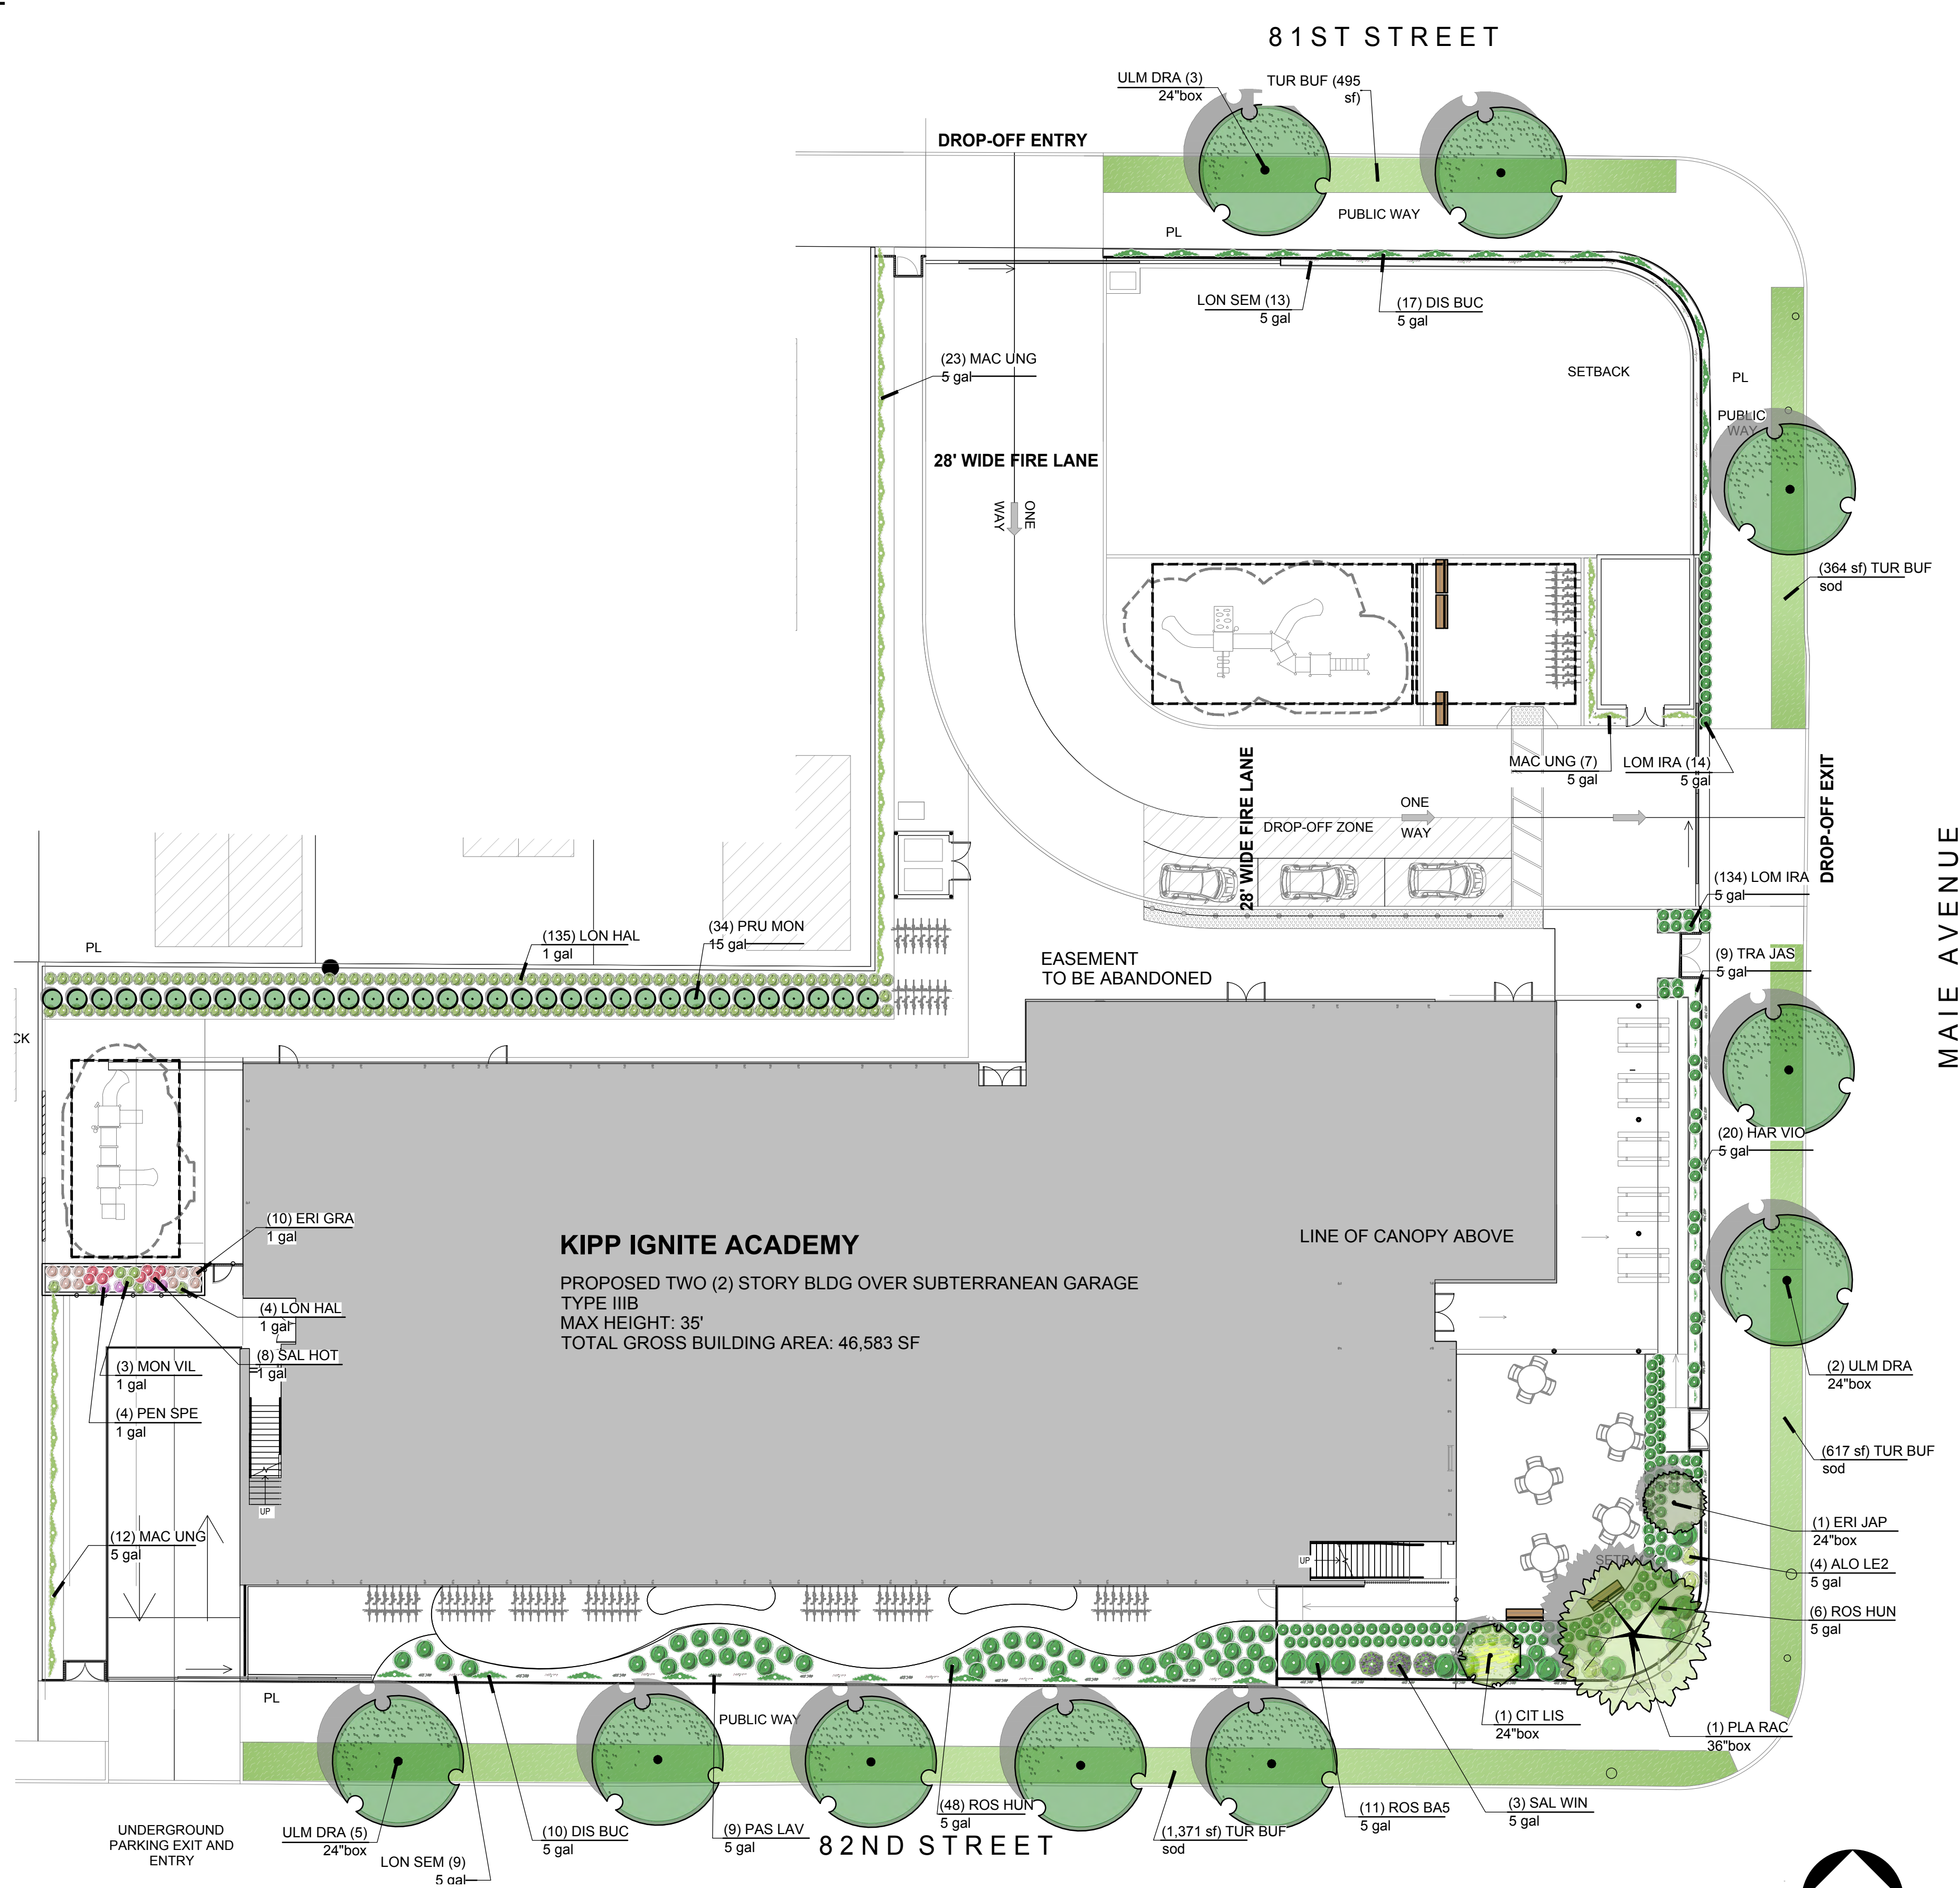 81ST STREET
ULM DRA (3)
24"box
TUR BUF (495
sf)
DROP-OFF ENTRY
PUBLIC WAY
PL
LON SEM (13)
5 gal
(17) DIS BUC
5 gal
(23) MAC UNG
5 gal
SETBACK
PL
PUBLIC
WAY
28' WIDE FIRE LANE
ONE
WAY
(364 sf) TUR BUF
sod
MAC UNG (7)
5 gal
LOM IRA (14)
5 gal
28' WIDE FIRE LANE
DROP-OFF ZONE
ONE
WAY
DROP-OFF EXIT
MAIE AVENUE
(134) LOM IRA
5 gal
(9) TRA JAS
5 gal
PL
(135) LON HAL
1 gal
(34) PRU MON
15 gal
EASEMENT
TO BE ABANDONED
CK
(20) HAR VIO
5 gal
(10) ERI GRA
1 gal
KIPP IGNITE ACADEMY
PROPOSED TWO (2) STORY BLDG OVER SUBTERRANEAN GARAGE
TYPE IIIB
MAX HEIGHT: 35'
TOTAL GROSS BUILDING AREA: 46,583 SF
LINE OF CANOPY ABOVE
(4) LON HAL
1 gal
(8) SAL HOT
1 gal
(3) MON VIL
1 gal
(4) PEN SPE
1 gal
(2) ULM DRA
24"box
(617 sf) TUR BUF
sod
UP
(12) MAC UNG
5 gal
(1) ERI JAP
24"box
UP
(4) ALO LE2
5 gal
(6) ROS HUN
5 gal
PL
PUBLIC WAY
(1) CIT LIS
24"box
(1) PLA RAC
36"box
UNDERGROUND
PARKING EXIT AND
ENTRY
ULM DRA (5)
24"box
LON SEM (9)
5 gal
(10) DIS BUC
5 gal
(9) PAS LAV
5 gal
82ND STREET
(48) ROS HUN
5 gal
(1,371 sf) TUR BUF
sod
(11) ROS BA5
5 gal
(3) SAL WIN
5 gal